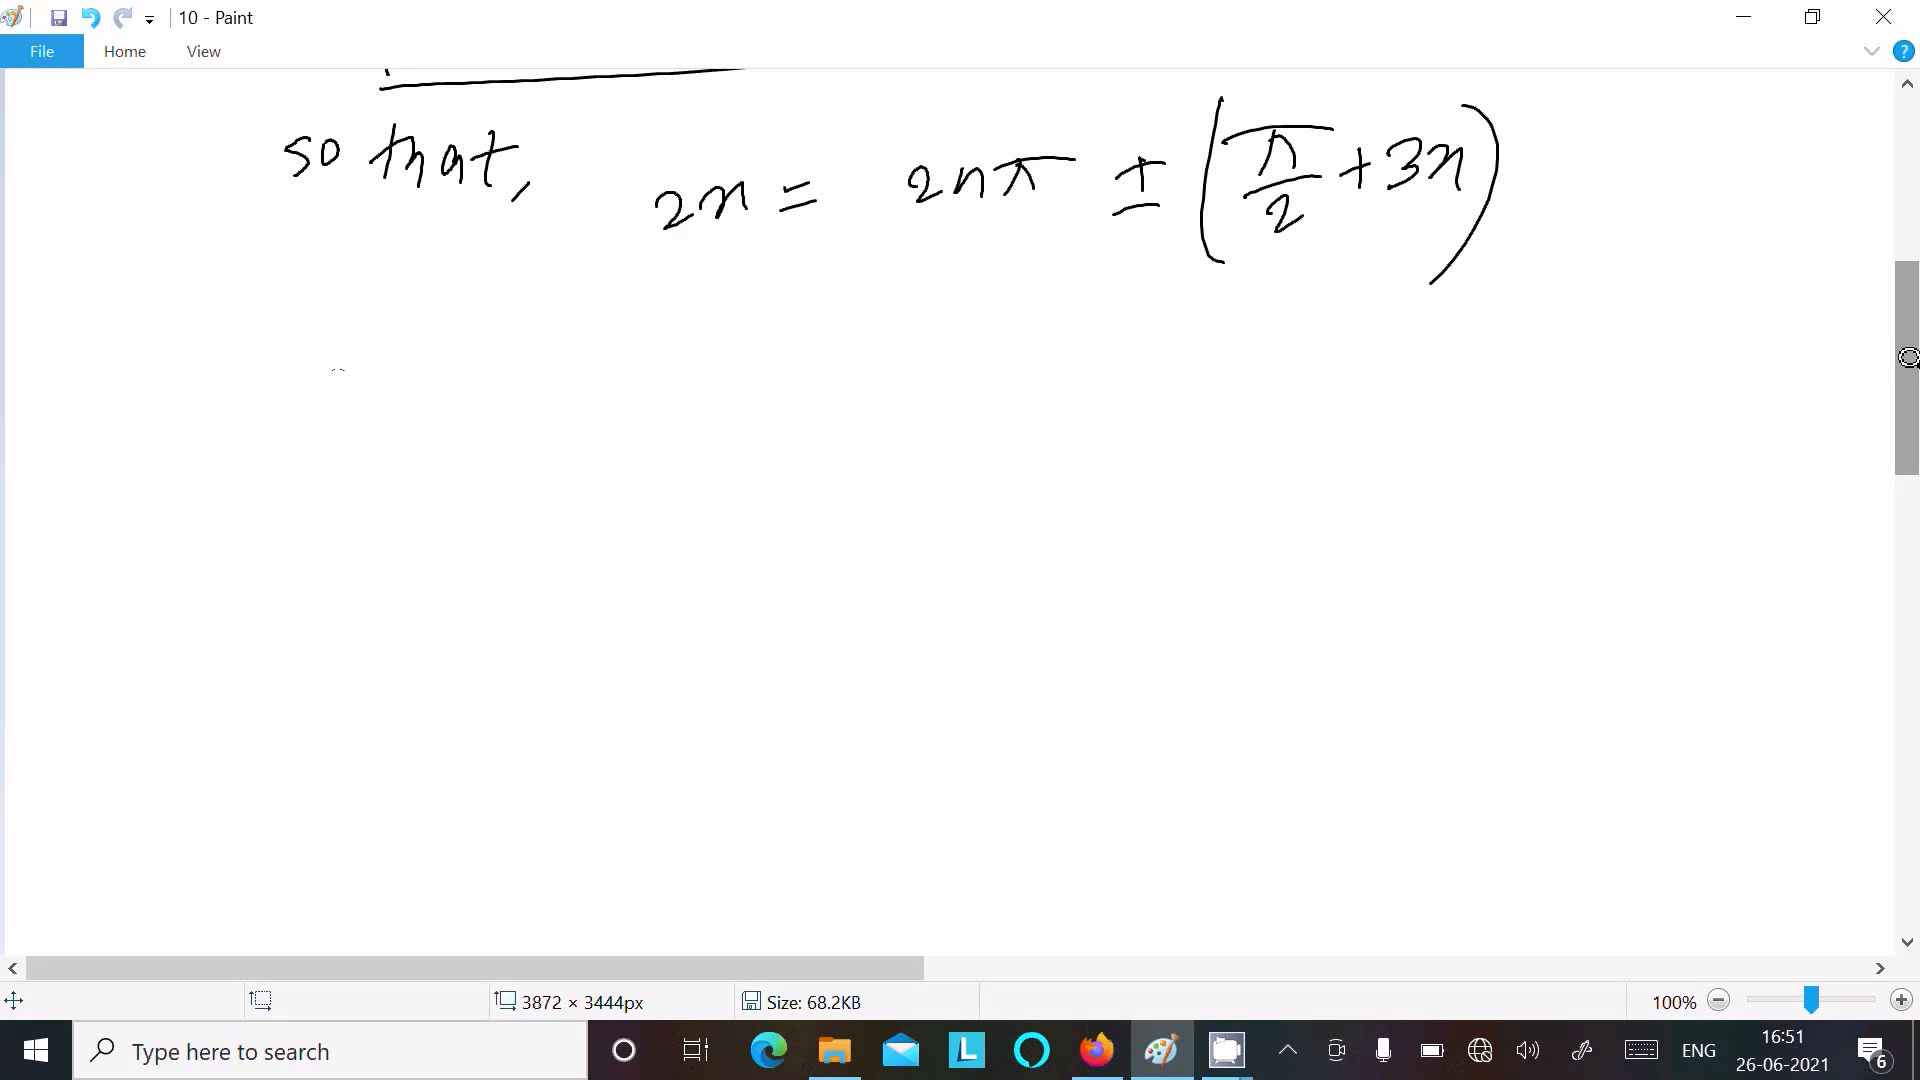 10 - Paint
File Home View
so that, 2x = 2nπ ± (π/2 + 3x)
3872 × 3444px Size: 68.2KB 100%
Type here to search
L
ENG
16:51
26-06-2021
6